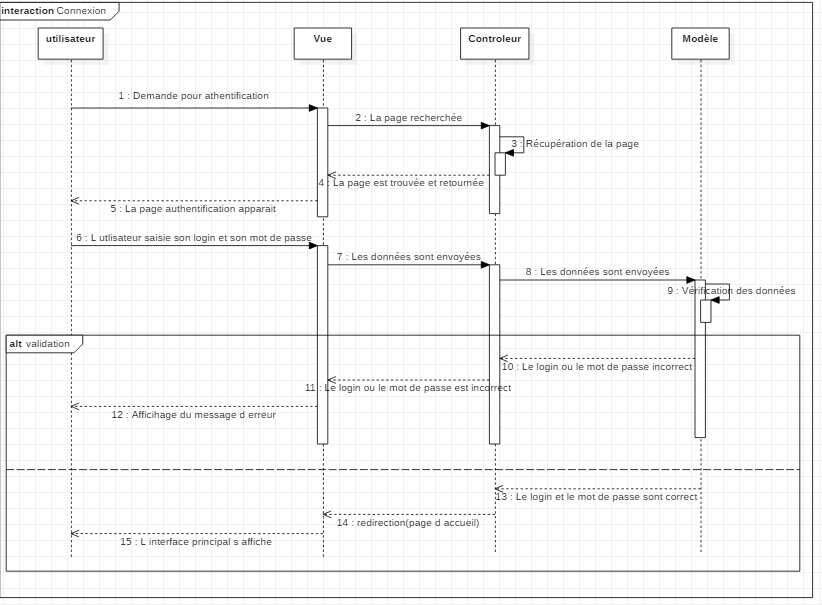 interaction Connexion
utilisateur
Vue
Controleur
Modèle
1 : Demande pour athentification
2 : La page recherchée
3 : Récupération de la page
4 : La page est trouvée et retournée
5 : La page authentification apparait
6 : L utlisateur saisie son login et son mot de passe
7 : Les données sont envoyées
8 : Les données sont envoyées
9 : Vérification des données
alt validation
10 : Le login ou le mot de passe incorrect
11 : Le login ou le mot de passe est incorrect
12 : Afficihage du message d erreur
13 : Le login et le mot de passe sont correct
14 : redirection(page d accueil)
15 : L interface principal s affiche